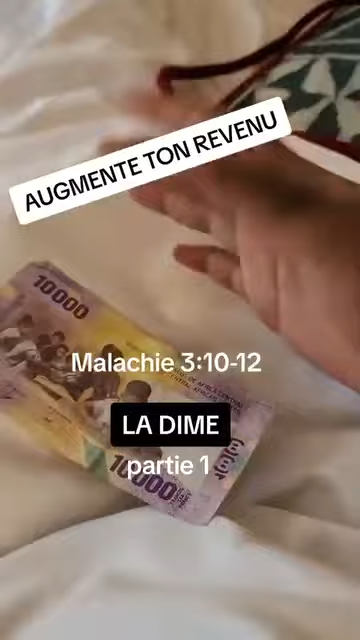 AUGMENTE TON REVENU
10000
Malachie 3:10-12
LA DIME
10000
partie 1